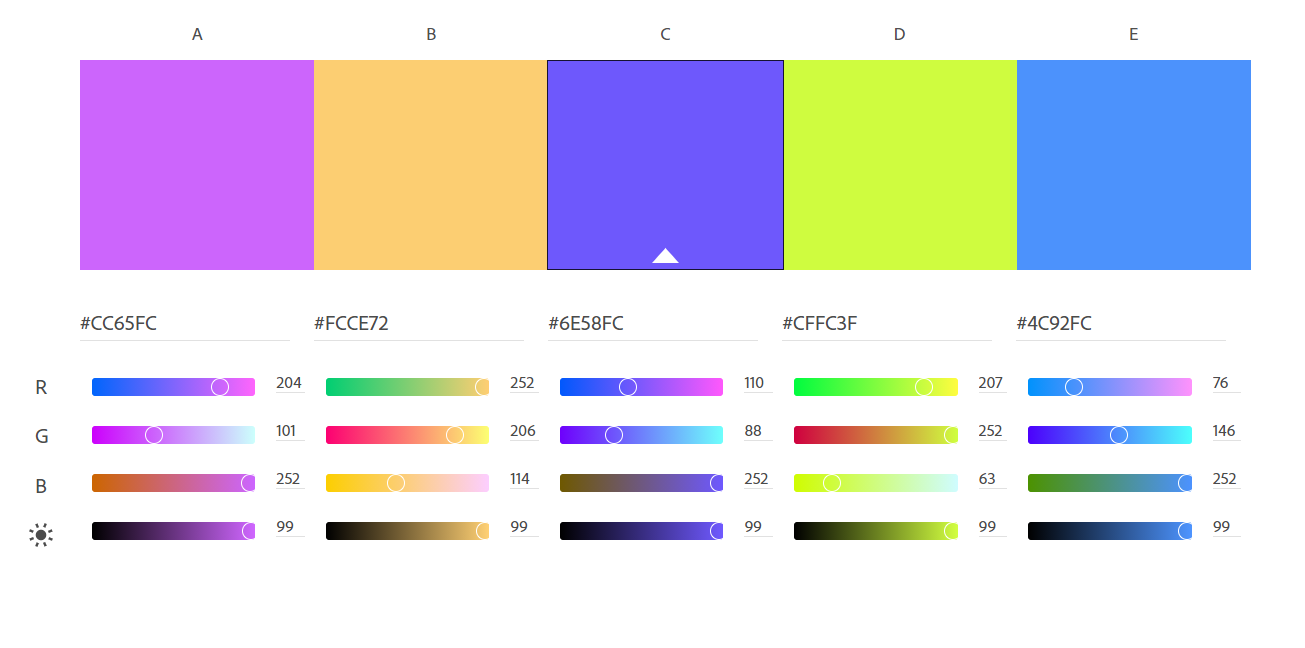 A B C D E
#CC65FC #FCCE72 #6E58FC #CFFC3F #4C92FC
R 204 252 110 207 76
G 101 206 88 252 146
B 252 114 252 63 252
99 99 99 99 99